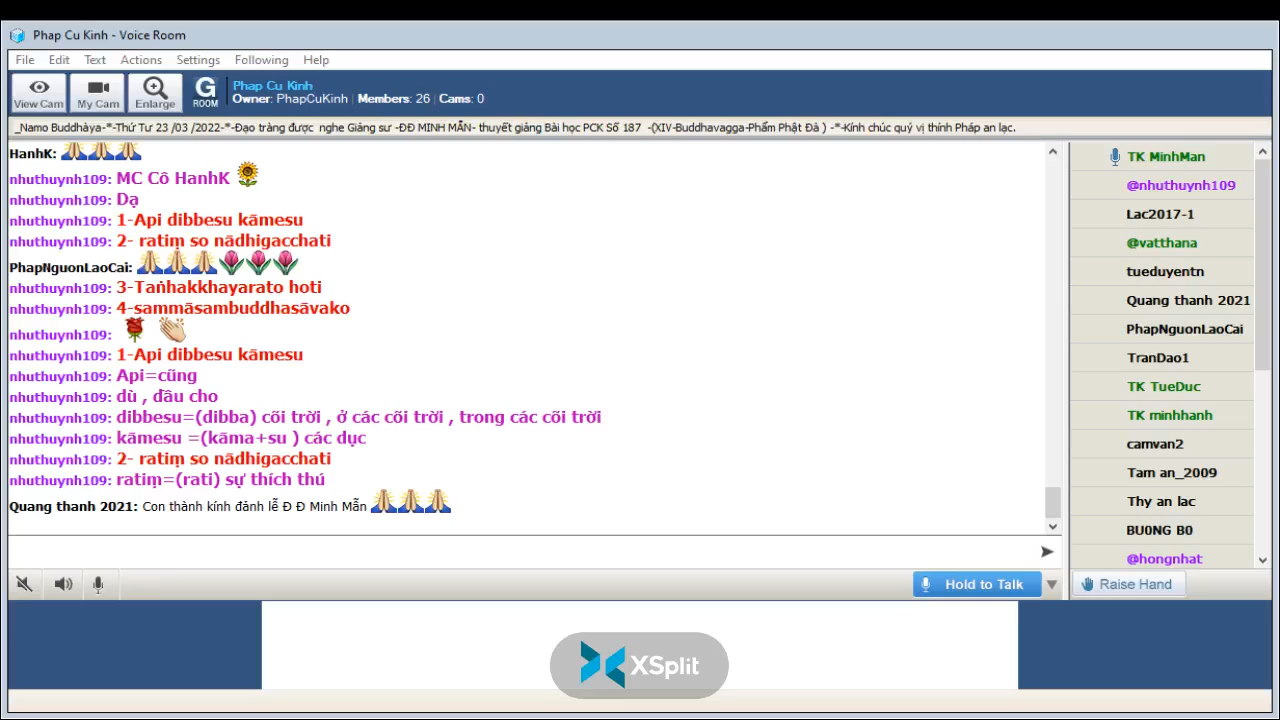 Phap Cu Kinh - Voice Room
File Edit Text Actions Settings Following Help
View Cam My Cam Enlarge G ROOM
Phap Cu Kinh
Owner: PhapCuKinh Members: 26 Cams: 0
_Namo Buddhàya-*-Thứ Tư 23 /03 /2022-*-Đạo tràng được nghe Giảng sư -ĐĐ MINH MẪN- thuyết giảng Bài học PCK Số 187 -(XIV-Buddhavagga-Phẩm Phật Đà ) -*-Kính chúc quý vị thính Pháp an lạc.
HanhK:
nhuthuynh109: MC Cô HanhK
nhuthuynh109: Dạ
nhuthuynh109: 1-Api dibbesu kāmesu
nhuthuynh109: 2- ratiṃ so nādhigacchati
PhapNguonLaoCai:
nhuthuynh109: 3-Taṅhakkhayarato hoti
nhuthuynh109: 4-sammāsambuddhasāvako
nhuthuynh109:
nhuthuynh109: 1-Api dibbesu kāmesu
nhuthuynh109: Api=cũng
nhuthuynh109: dù , đầu cho
nhuthuynh109: dibbesu=(dibba) cõi trời , ở các cõi trời , trong các cõi trời
nhuthuynh109: kāmesu =(kāma+su ) các dục
nhuthuynh109: 2- ratiṃ so nādhigacchati
nhuthuynh109: ratiṃ=(rati) sự thích thú
Quang thanh 2021: Con thành kính đảnh lễ Đ Đ Minh Mẫn
TK MinhMan
@nhuthuynh109
Lac2017-1
@vatthana
tueduyentn
Quang thanh 2021
PhapNguonLaoCai
TranDao1
TK TueDuc
TK minhhanh
camvan2
Tam an_2009
Thy an lac
BU0NG B0
@hongnhat
Hold to Talk
Raise Hand
XSplit